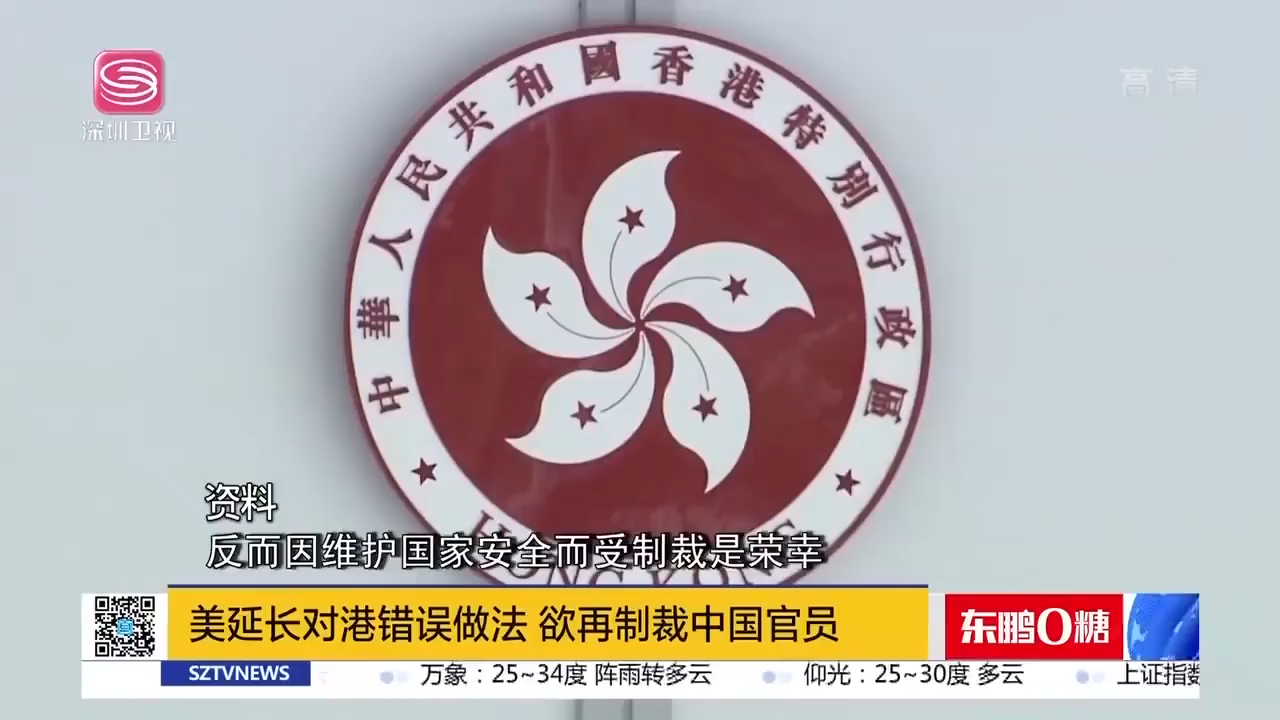 深圳卫视
高清
中華人民共和國香港特別行政區
HONG KONG
资料
反而因维护国家安全而受制裁是荣幸
美延长对港错误做法 欲再制裁中国官员
东鹏0糖
SZTVNEWS
万象：25~34度 阵雨转多云
仰光：25~30度 多云
上证指数